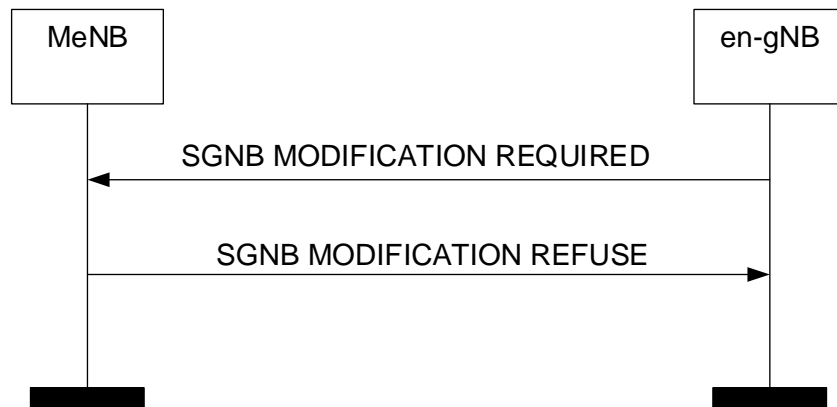 MeNB
en-gNB
SGNB MODIFICATION REQUIRED
SGNB MODIFICATION REFUSE